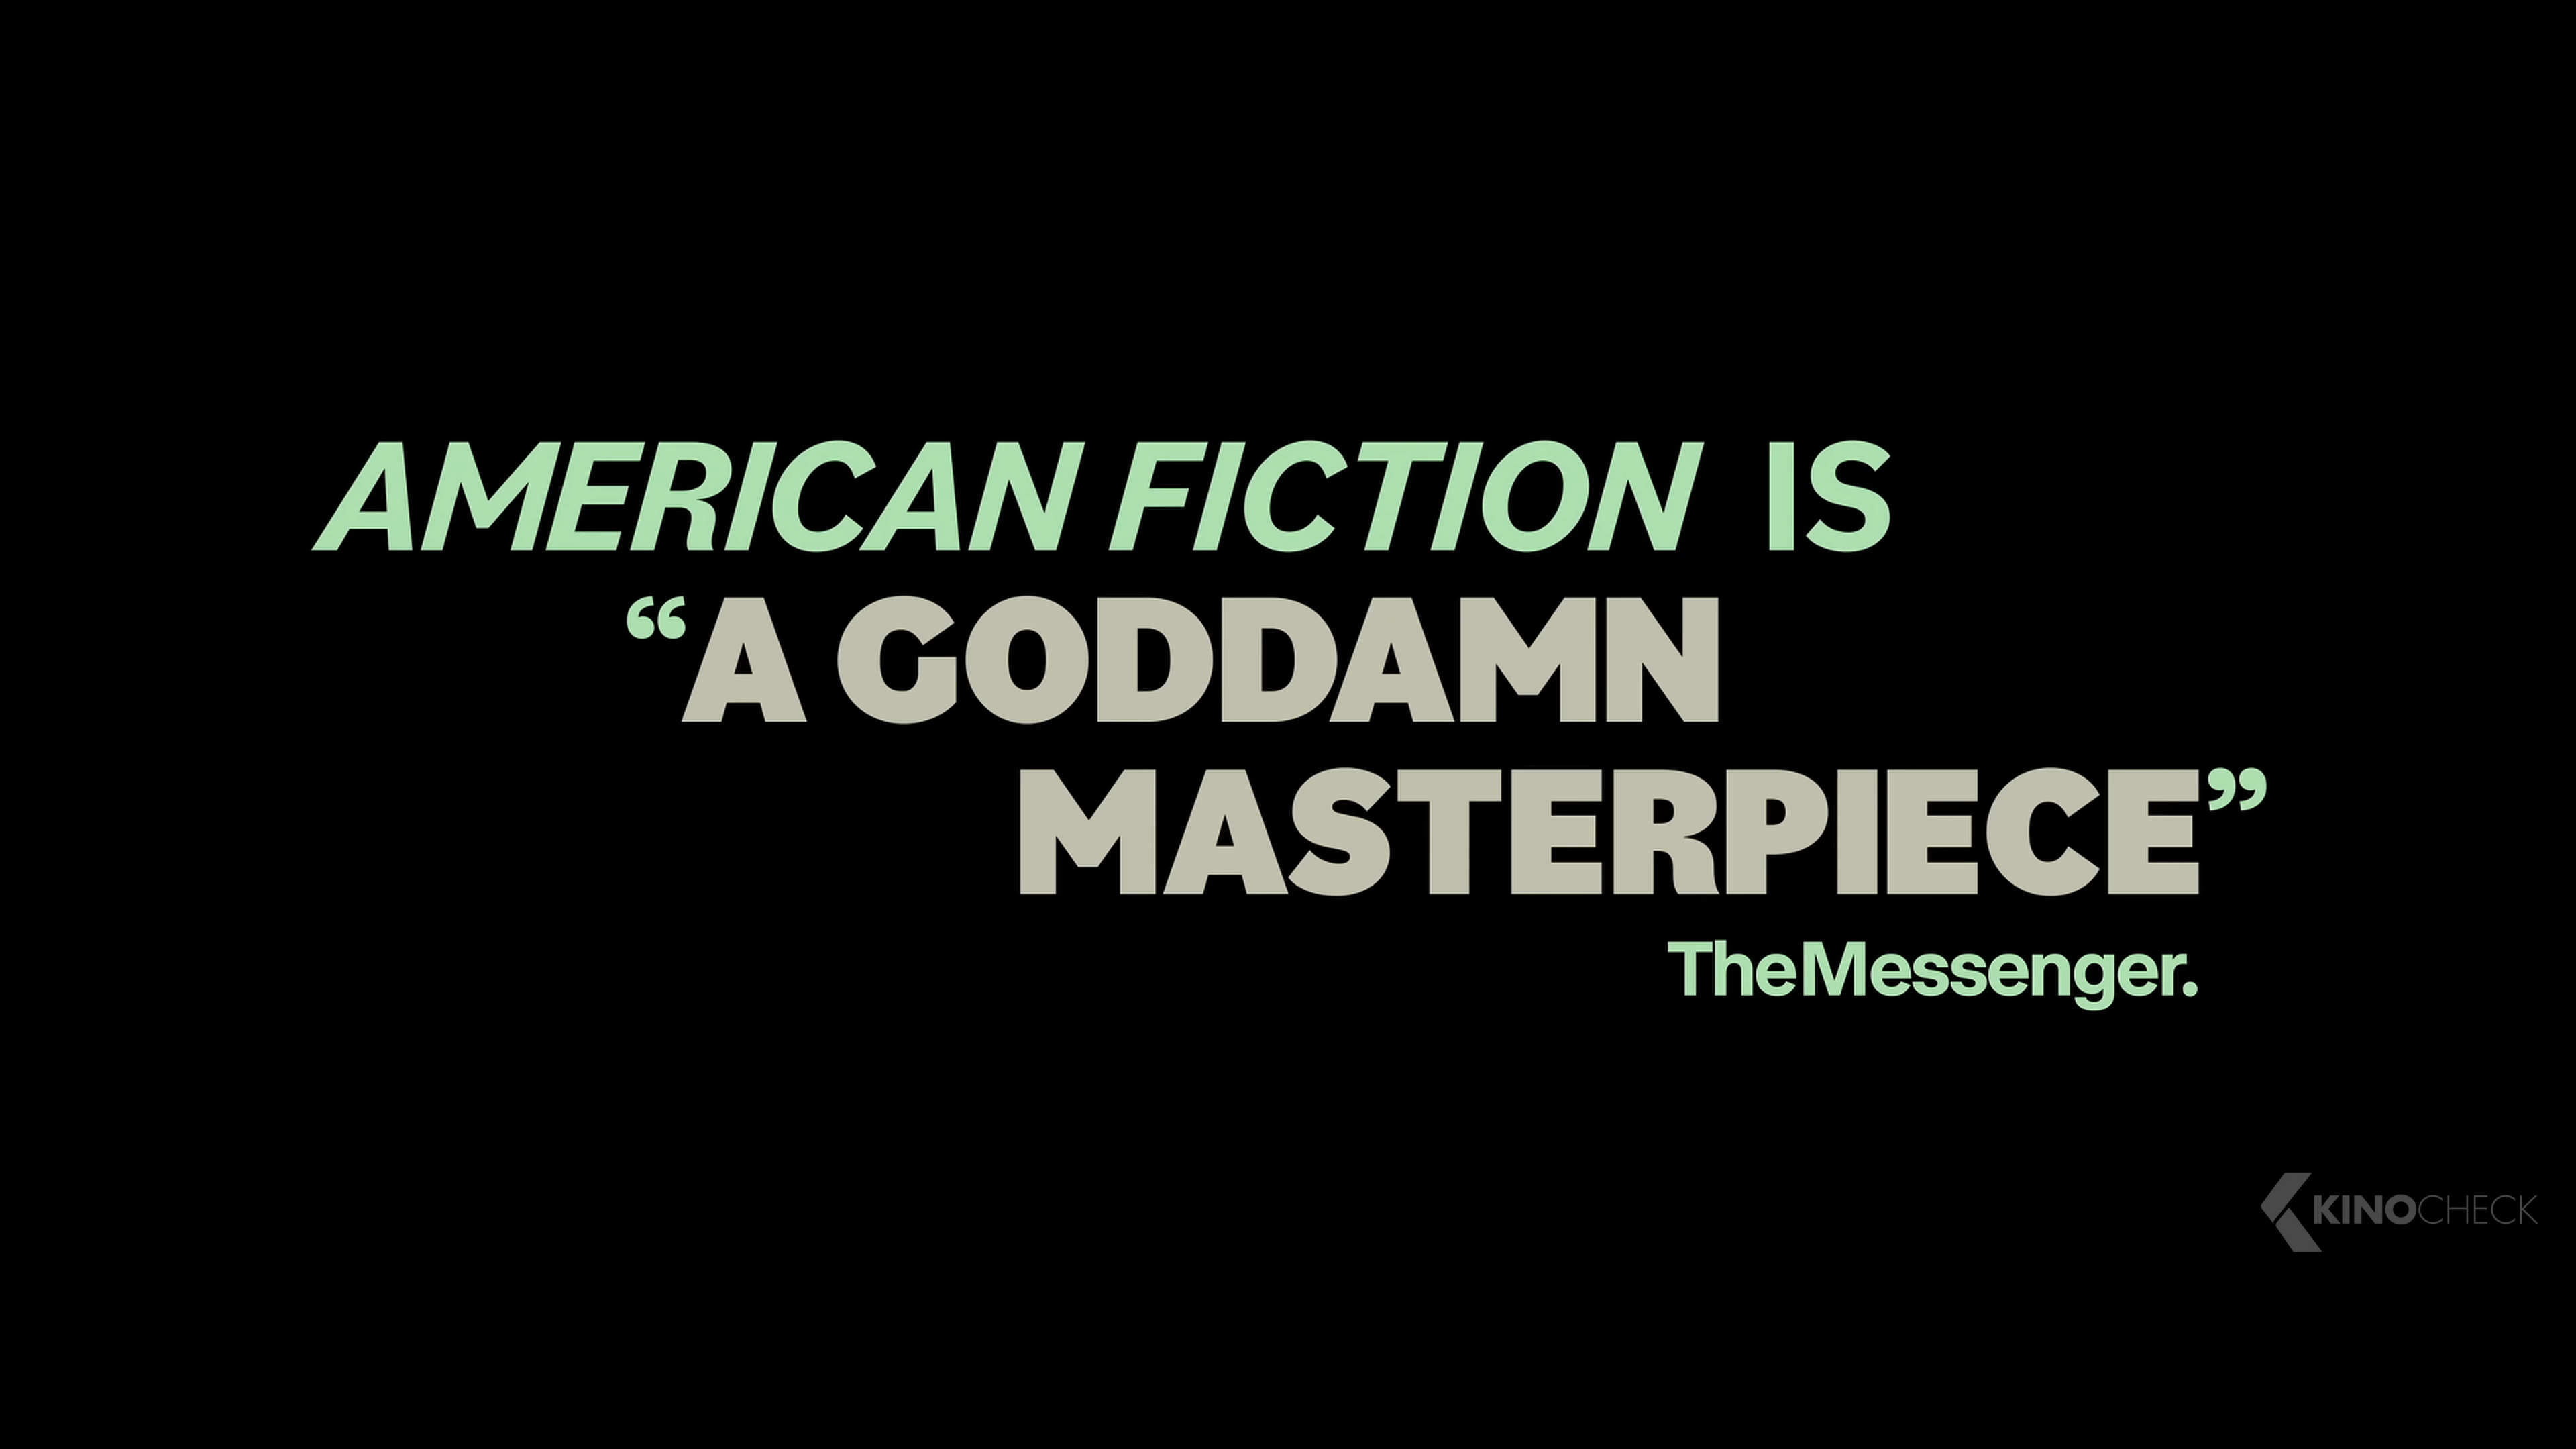 AMERICAN FICTION IS
“A GODDAMN
MASTERPIECE”
TheMessenger.
KINOCHECK